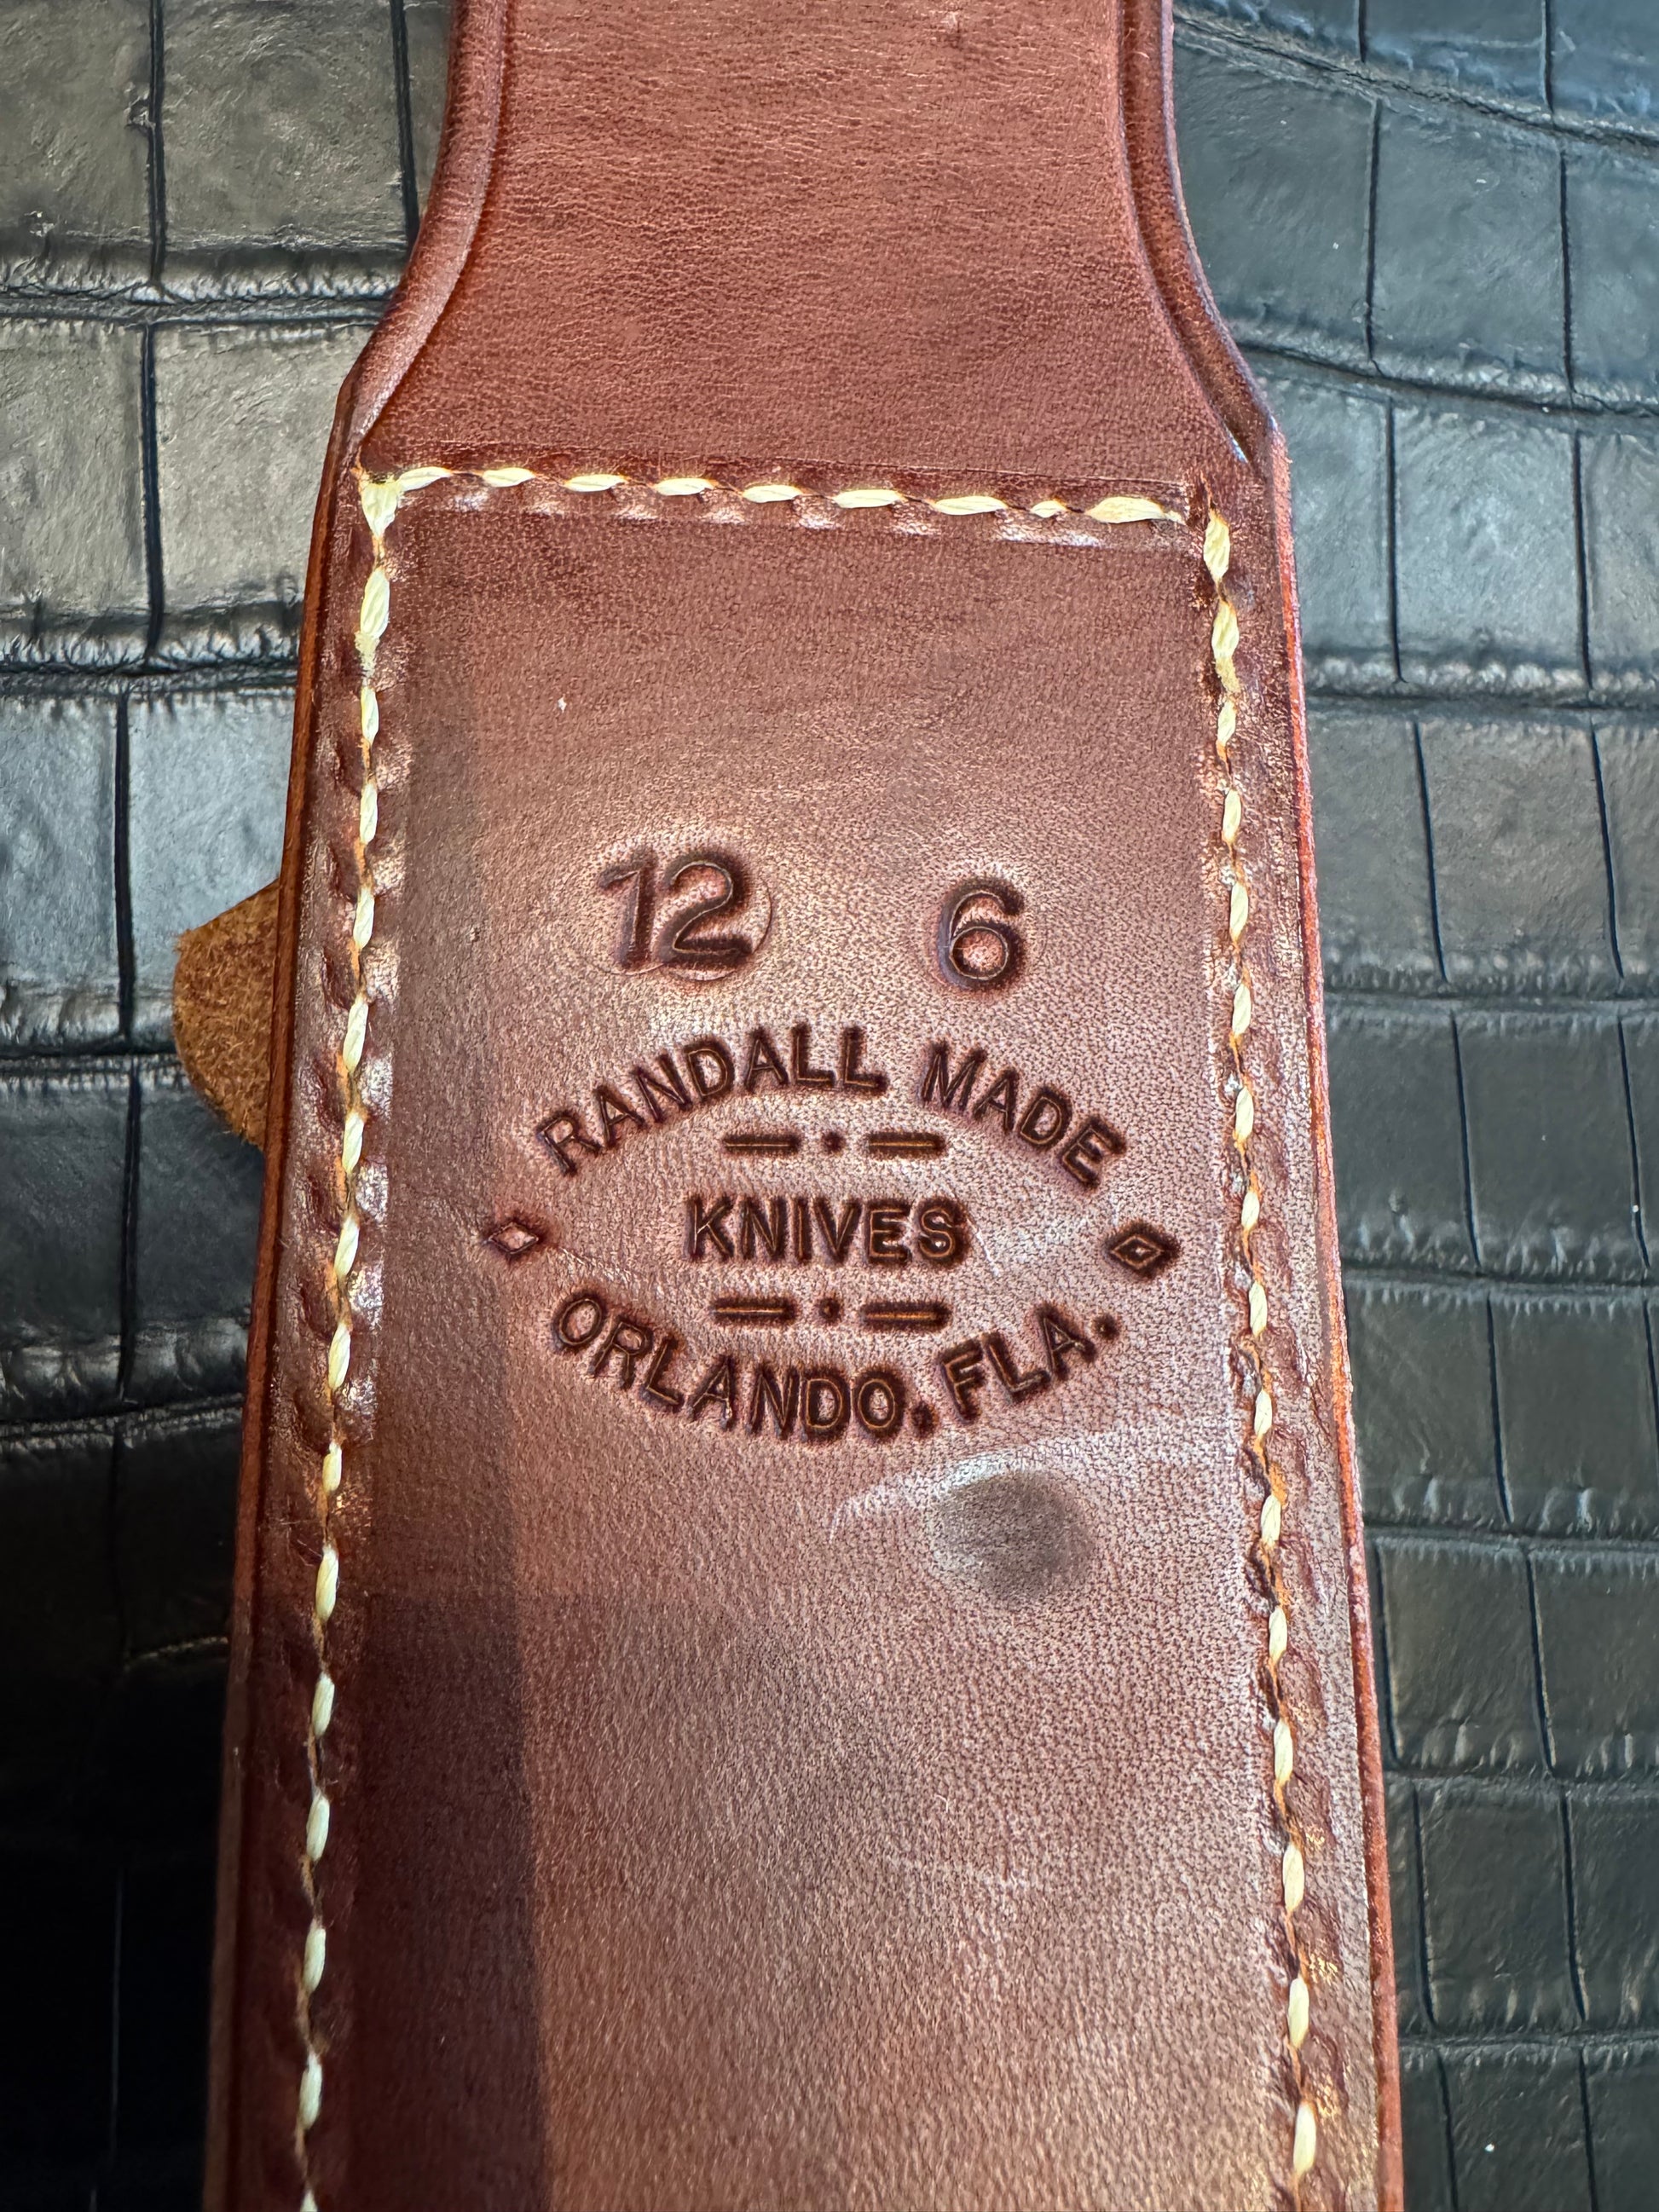 12 6
RANDALL MADE
KNIVES
ORLANDO. FLA.